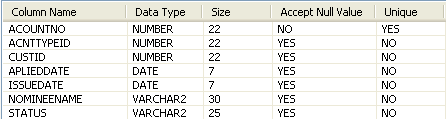 Column Name Data Type Size Accept Null Value Unique
ACOUNTNO NUMBER 22 NO YES
ACNTTYPEID NUMBER 22 YES NO
CUSTID NUMBER 22 YES NO
APLIEDDATE DATE 7 YES NO
ISSUEDATE DATE 7 YES NO
NOMINEENAME VARCHAR2 30 YES NO
STATUS VARCHAR2 25 YES NO